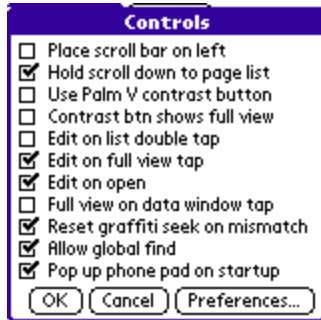 Controls
Place scroll bar on left
Hold scroll down to page list
Use Palm V contrast button
Contrast btn shows full view
Edit on list double tap
Edit on full view tap
Edit on open
Full view on data window tap
Reset graffiti seek on mismatch
Allow global find
Pop up phone pad on startup
OK Cancel Preferences...